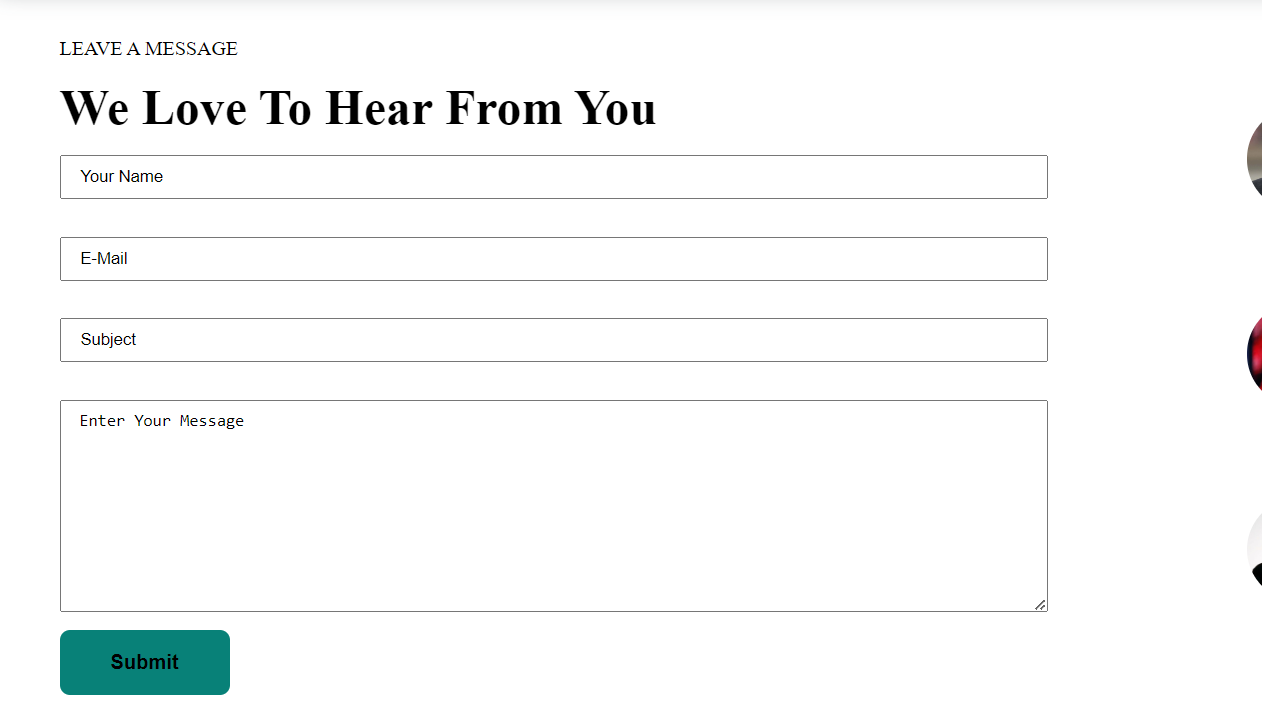 LEAVE A MESSAGE
We Love To Hear From You
Your Name
E-Mail
Subject
Enter Your Message
Submit